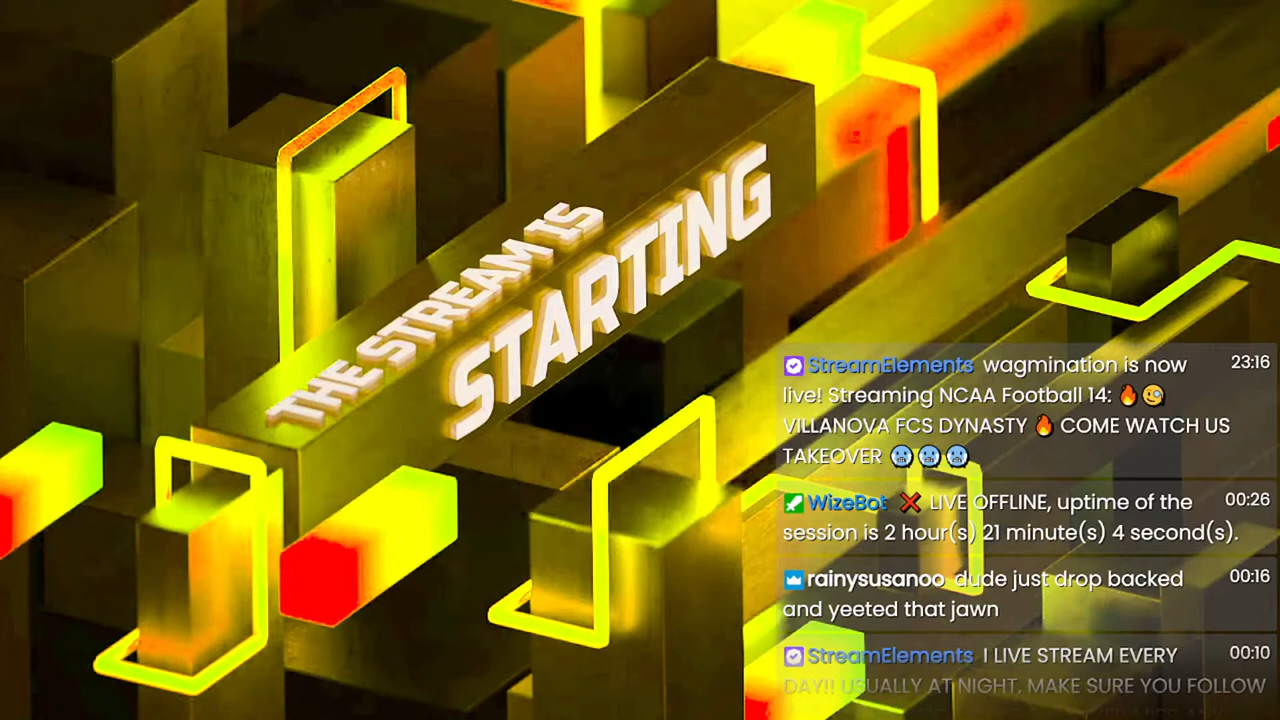 THE STREAM IS
STARTING
StreamElements wagmination is now 23:16
live! Streaming NCAA Football 14: 🔥🧐
VILLANOVA FCS DYNASTY 🔥 COME WATCH US
TAKEOVER 🥶🥶🥶
WizeBot ❌ LIVE OFFLINE, uptime of the 00:26
session is 2 hour(s) 21 minute(s) 4 second(s).
rainysusanoo dude just drop backed 00:16
and yeeted that jawn
StreamElements I LIVE STREAM EVERY 00:10
DAY!! USUALLY AT NIGHT, MAKE SURE YOU FOLLOW